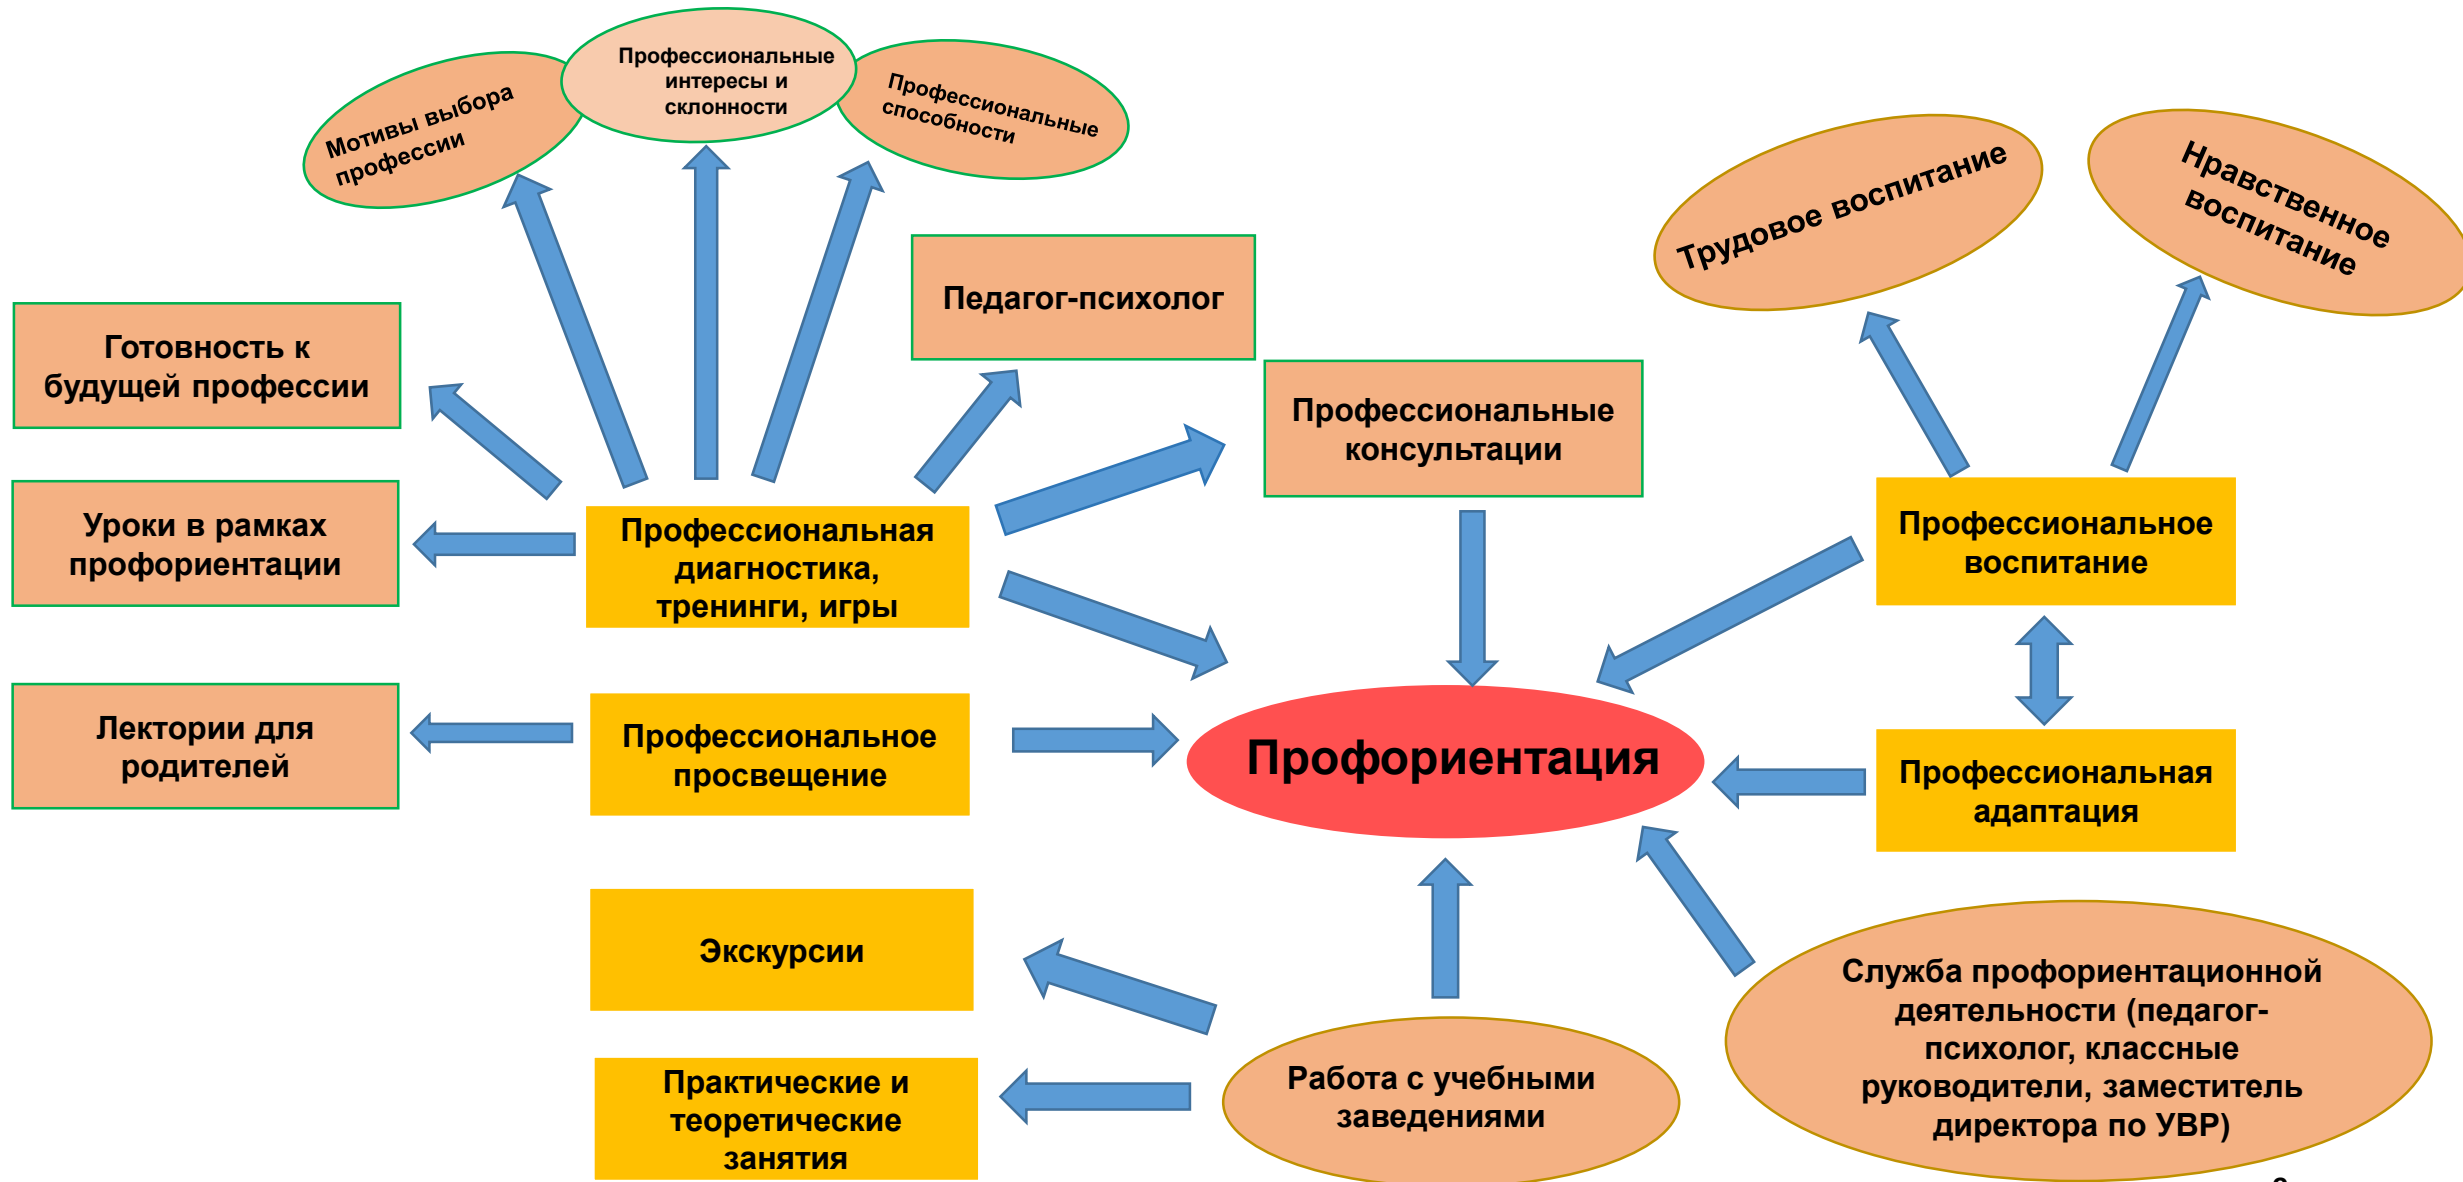 Профессиональные
интересы и
склонности
Мотивы выбора
профессии
Профессиональные
способности
Трудовое воспитание
Нравственное
воспитание
Педагог-психолог
Готовность к
будущей профессии
Профессиональные
консультации
Уроки в рамках
профориентации
Профессиональная
диагностика,
тренинги, игры
Профессиональное
воспитание
Лектории для
родителей
Профессиональное
просвещение
Профориентация
Профессиональная
адаптация
Экскурсии
Служба профориентационной
деятельности (педагог-
психолог, классные
руководители, заместитель
директора по УВР)
Работа с учебными
заведениями
Практические и
теоретические
занятия